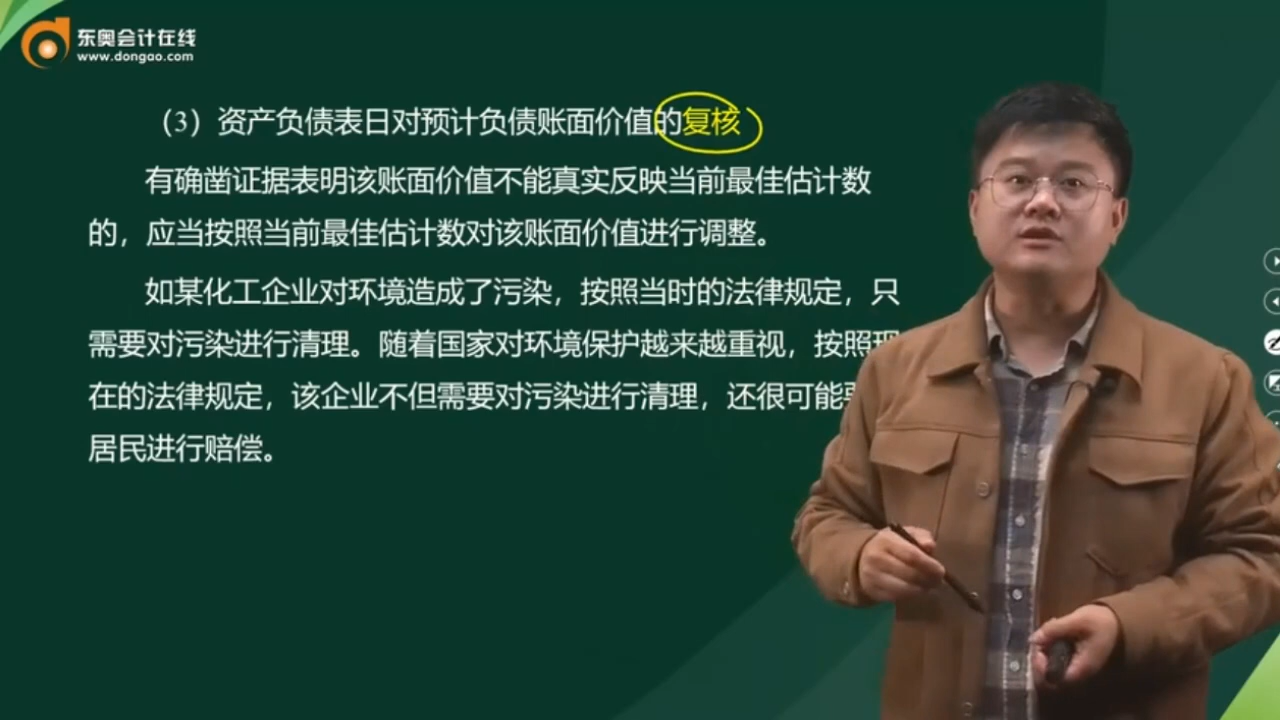 东奥会计在线
www.dongao.com
（3）资产负债表日对预计负债账面价值的复核
有确凿证据表明该账面价值不能真实反映当前最佳估计数
的，应当按照当前最佳估计数对该账面价值进行调整。
如某化工企业对环境造成了污染，按照当时的法律规定，只
需要对污染进行清理。随着国家对环境保护越来越重视，按照现
在的法律规定，该企业不但需要对污染进行清理，还很可能要
居民进行赔偿。